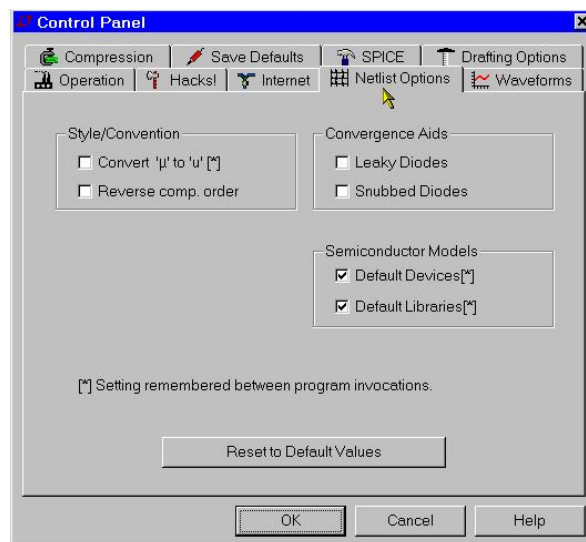 Control Panel
Compression
Save Defaults
SPICE
Drafting Options
Operation
Hacks!
Internet
Netlist Options
Waveforms
Style/Convention
Convert 'µ' to 'u' [*]
Reverse comp. order
Convergence Aids
Leaky Diodes
Snubbed Diodes
Semiconductor Models
Default Devices[*]
Default Libraries[*]
[*] Setting remembered between program invocations.
Reset to Default Values
OK
Cancel
Help